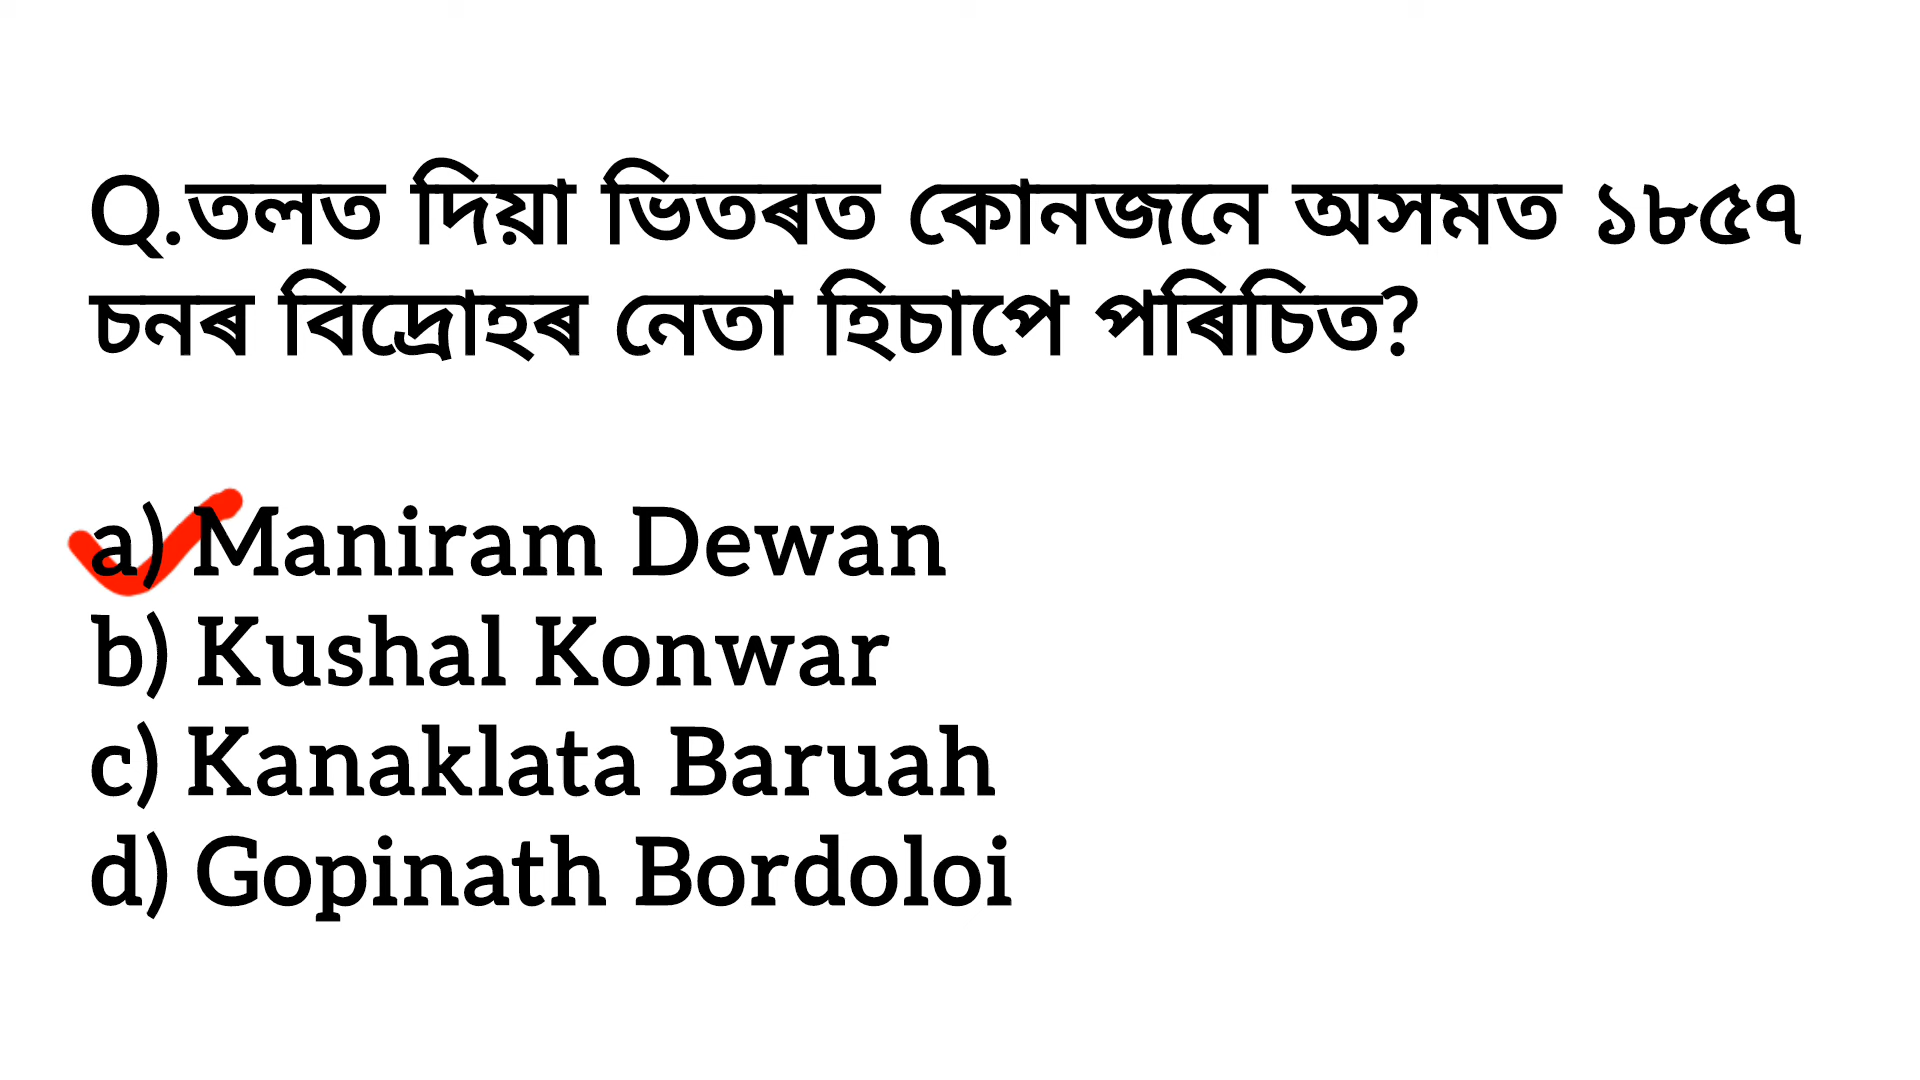 Q.তলত দিয়া ভিতৰত কোনজনে অসমত ১৮৫৭
চনৰ বিদ্ৰোহৰ নেতা হিচাপে পৰিচিত?
a) Maniram Dewan
b) Kushal Konwar
c) Kanaklata Baruah
d) Gopinath Bordoloi